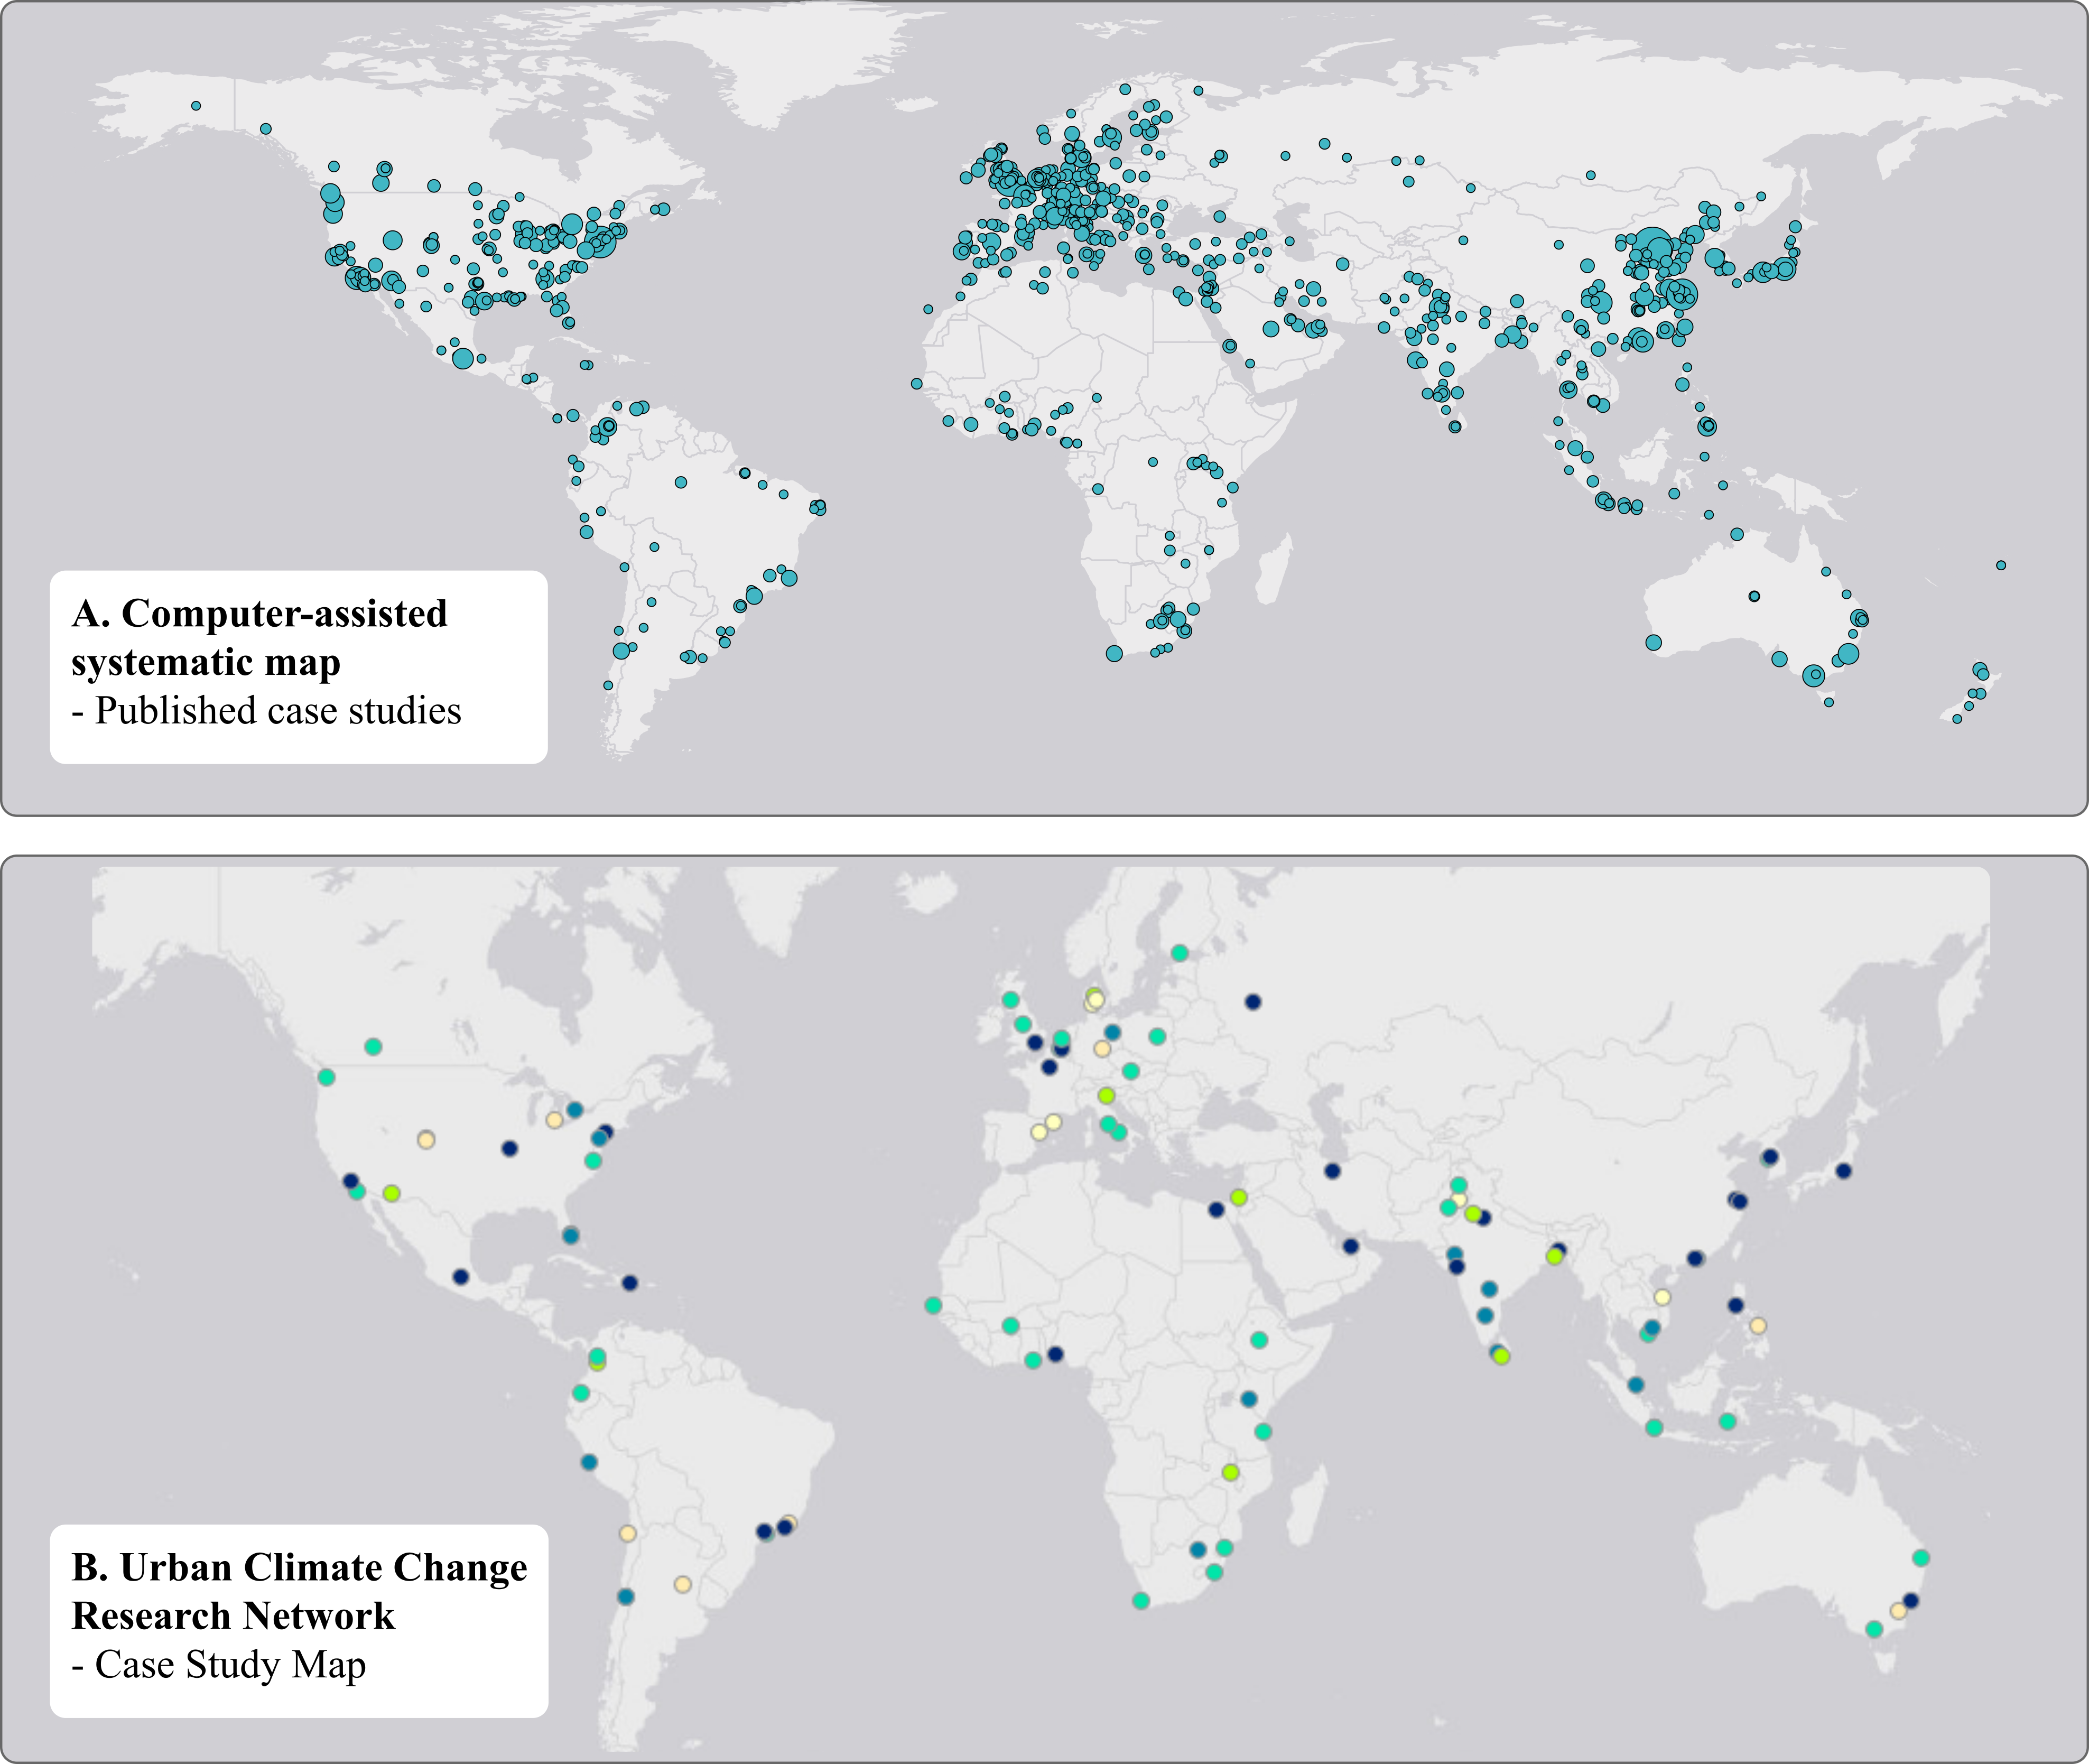 A. Computer-assisted
systematic map
- Published case studies
B. Urban Climate Change
Research Network
- Case Study Map